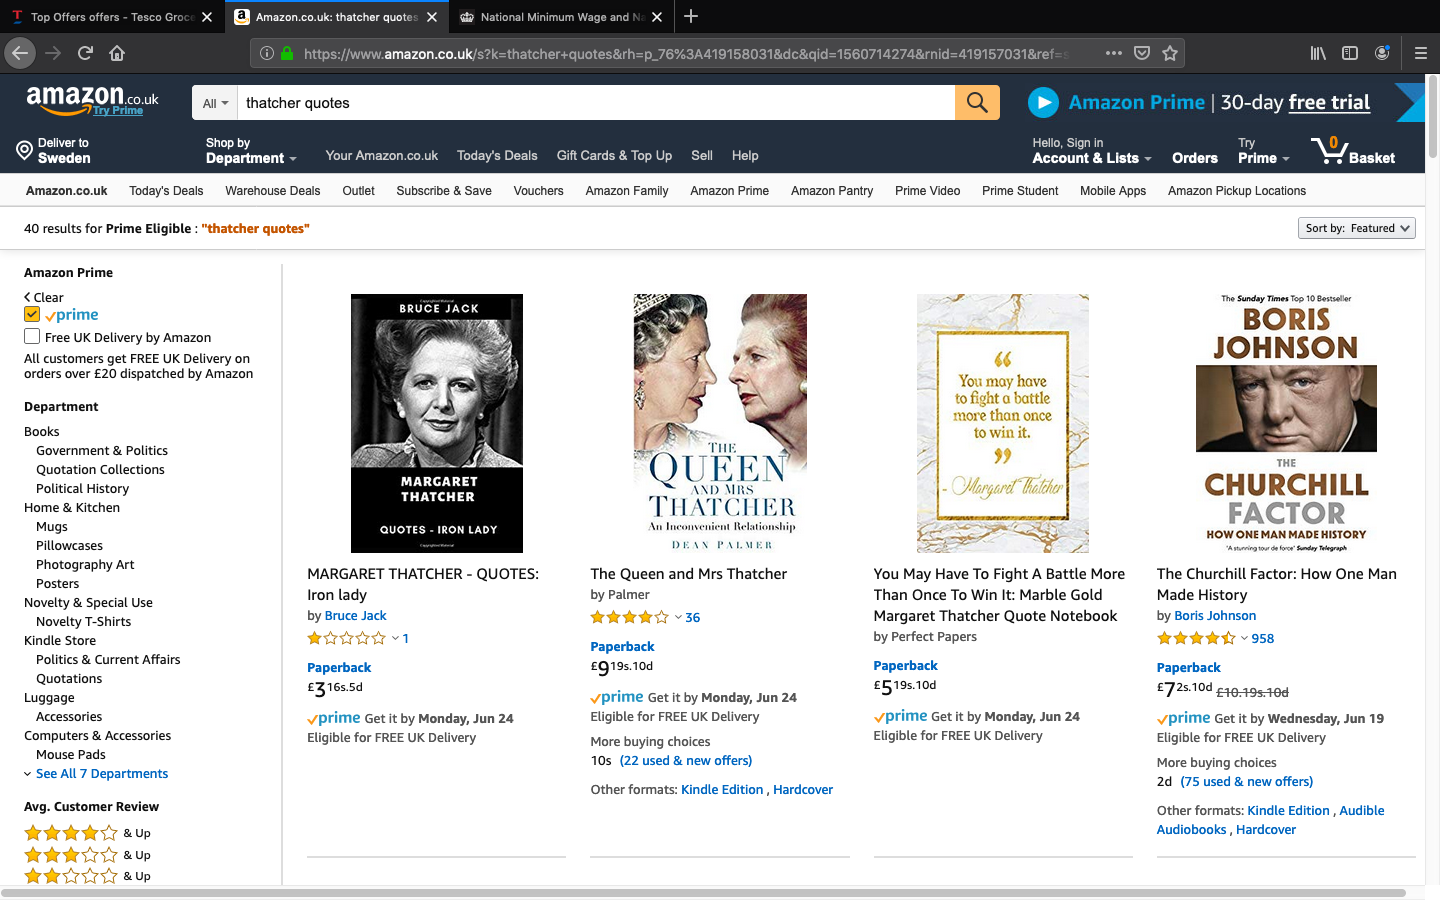 Top Offers offers - Tesco Groce
Amazon.co.uk: thatcher quotes
National Minimum Wage and Na
https://www.amazon.co.uk/s?k=thatcher+quotes&rh=p_76%3A419158031&dc&qid=1560714274&rnid=419157031&ref=s
amazon.co.uk
Try Prime
All
thatcher quotes
Amazon Prime | 30-day free trial
Deliver to
Sweden
Shop by
Department
Your Amazon.co.uk
Today's Deals
Gift Cards & Top Up
Sell
Help
Hello, Sign in
Account & Lists
Orders
Try
Prime
0
Basket
Amazon.co.uk
Today's Deals
Warehouse Deals
Outlet
Subscribe & Save
Vouchers
Amazon Family
Amazon Prime
Amazon Pantry
Prime Video
Prime Student
Mobile Apps
Amazon Pickup Locations
40 results for Prime Eligible : "thatcher quotes"
Sort by: Featured
Amazon Prime
Clear
prime
Free UK Delivery by Amazon
All customers get FREE UK Delivery on
orders over £20 dispatched by Amazon
Department
Books
Government & Politics
Quotation Collections
Political History
Home & Kitchen
Mugs
Pillowcases
Photography Art
Posters
Novelty & Special Use
Novelty T-Shirts
Kindle Store
Politics & Current Affairs
Quotations
Luggage
Accessories
Computers & Accessories
Mouse Pads
See All 7 Departments
Avg. Customer Review
& Up
& Up
& Up
BRUCE JACK
MARGARET
THATCHER
QUOTES - IRON LADY
MARGARET THATCHER - QUOTES:
Iron lady
by Bruce Jack
1
Paperback
£3 16s.5d
prime Get it by Monday, Jun 24
Eligible for FREE UK Delivery
THE
QUEEN
AND MRS
THATCHER
An Inconvenient Relationship
DEAN PALMER
The Queen and Mrs Thatcher
by Palmer
36
Paperback
£9 19s.10d
prime Get it by Monday, Jun 24
Eligible for FREE UK Delivery
More buying choices
10s (22 used & new offers)
Other formats: Kindle Edition , Hardcover
“
You may have
to fight a battle
more than once
to win it.
”
- Margaret Thatcher
You May Have To Fight A Battle More
Than Once To Win It: Marble Gold
Margaret Thatcher Quote Notebook
by Perfect Papers
Paperback
£5 19s.10d
prime Get it by Monday, Jun 24
Eligible for FREE UK Delivery
The Sunday Times Top 10 Bestseller
BORIS
JOHNSON
THE
CHURCHILL
FACTOR
HOW ONE MAN MADE HISTORY
'A stunning tour de force' Sunday Telegraph
The Churchill Factor: How One Man
Made History
by Boris Johnson
958
Paperback
£7 2s.10d £10.19s.10d
prime Get it by Wednesday, Jun 19
Eligible for FREE UK Delivery
More buying choices
2d (75 used & new offers)
Other formats: Kindle Edition , Audible
Audiobooks , Hardcover